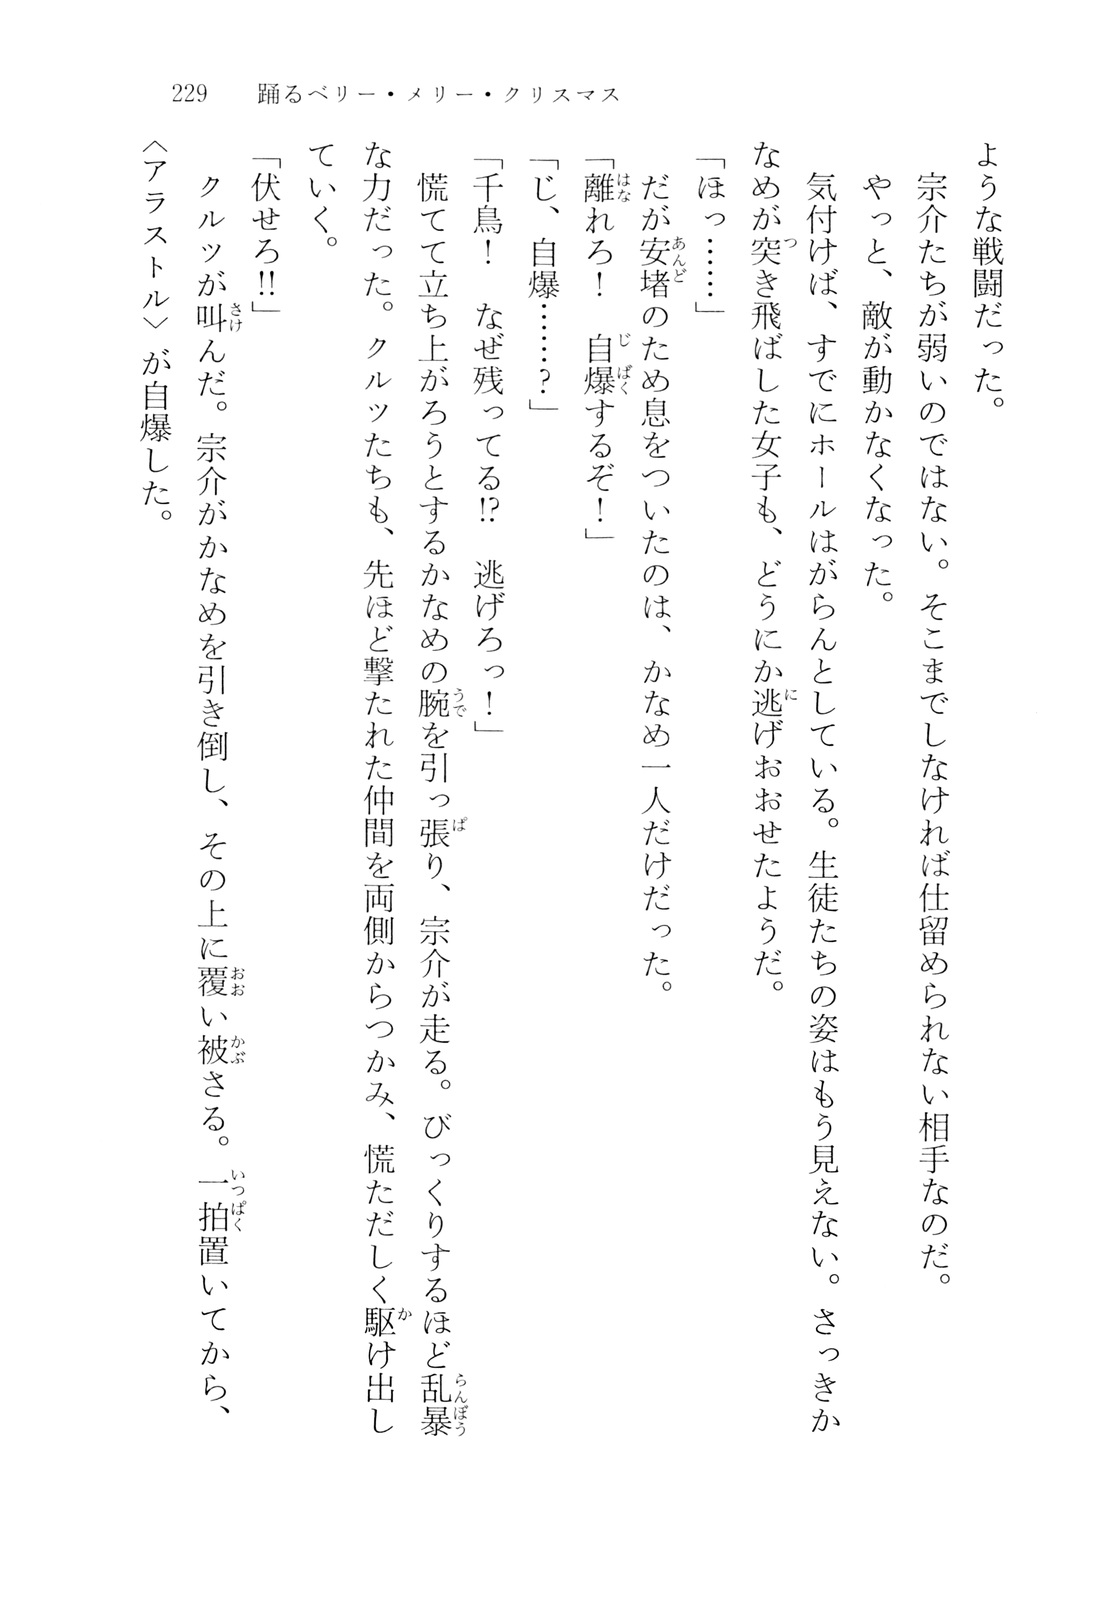 229　踊るベリー・メリー・クリスマス
ような戦闘だった。
　宗介たちが弱いのではない。そこまでしなければ仕留められない相手なのだ。
　やっと、敵が動かなくなった。
　気付けば、すでにホールはがらんとしている。生徒たちの姿はもう見えない。さっきか
なめが突き飛ばした女子も、どうにか逃げおおせたようだ。
「ほっ……」
　だが安堵のため息をついたのは、かなめ一人だけだった。
「離れろ！　自爆するぞ！」
「じ、自爆……？」
「千鳥！　なぜ残ってる!?　逃げろっ！」
　慌てて立ち上がろうとするかなめの腕を引っ張り、宗介が走る。びっくりするほど乱暴
な力だった。クルツたちも、先ほど撃たれた仲間を両側からつかみ、慌ただしく駆け出し
ていく。
「伏せろ!!」
　クルツが叫んだ。宗介がかなめを引き倒し、その上に覆い被さる。一拍置いてから、
〈アラストル〉が自爆した。